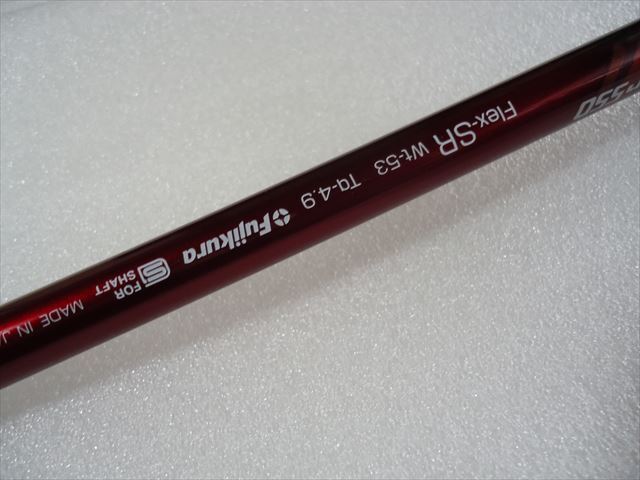 Flex-SR Wt-53 Tq-4.9 Fujikura
S FOR
SHAFT
MADE IN